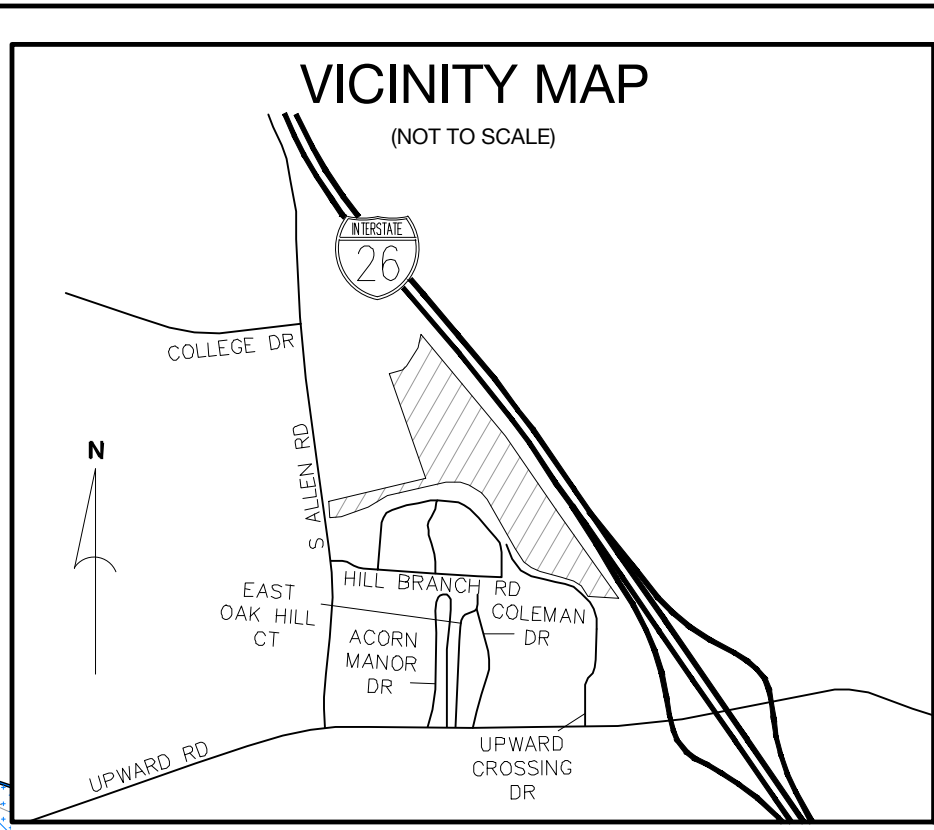 VICINITY MAP
(NOT TO SCALE)
INTERSTATE
26
COLLEGE DR
N
S ALLEN RD
HILL BRANCH RD
EAST
OAK HILL
CT
COLEMAN
DR
ACORN
MANOR
DR
UPWARD
CROSSING
DR
UPWARD RD